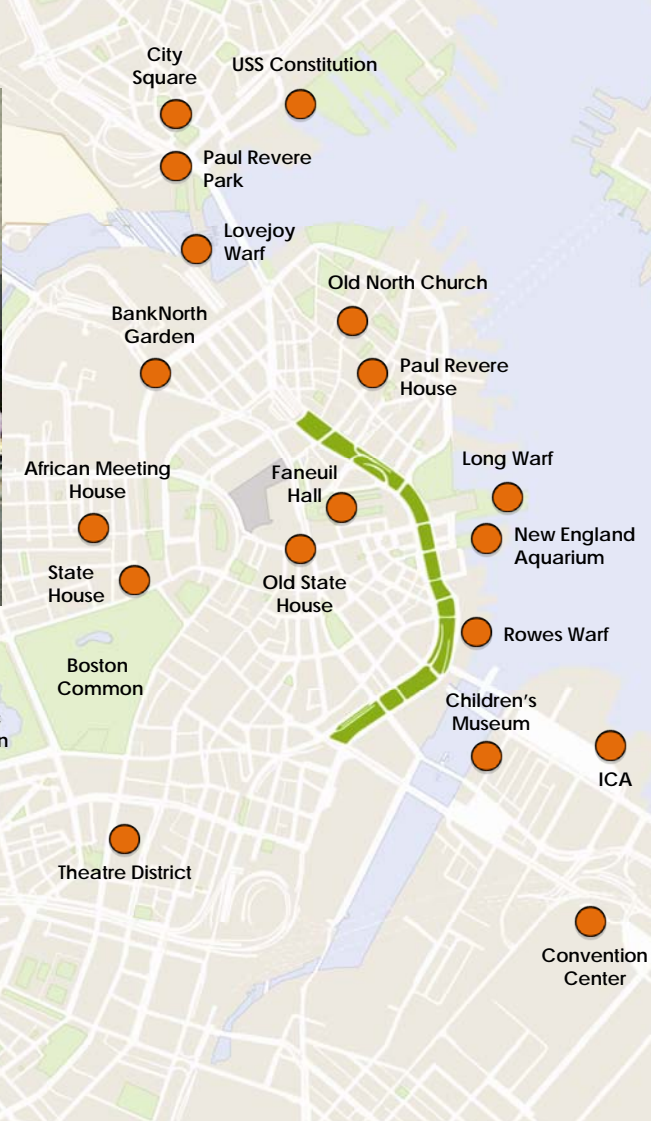 City
Square
USS Constitution
Paul Revere
Park
Lovejoy
Warf
Old North Church
BankNorth
Garden
Paul Revere
House
African Meeting
House
Faneuil
Hall
Long Warf
New England
Aquarium
State
House
Old State
House
Rowes Warf
Boston
Common
Children's
Museum
n
ICA
Theatre District
Convention
Center